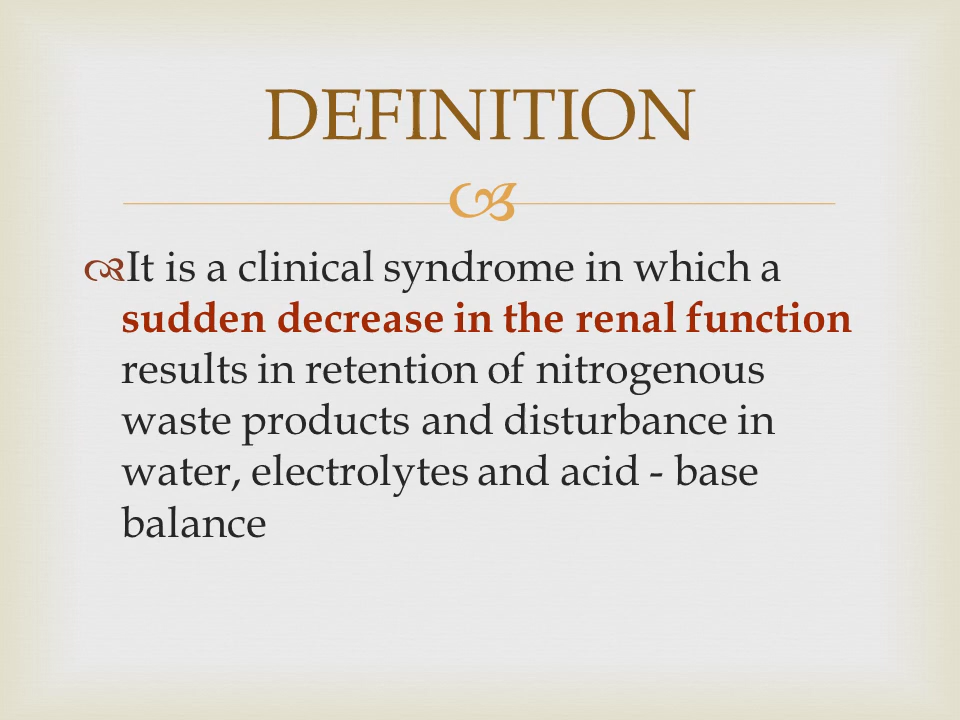 DEFINITION
It is a clinical syndrome in which a
sudden decrease in the renal function
results in retention of nitrogenous
waste products and disturbance in
water, electrolytes and acid - base
balance